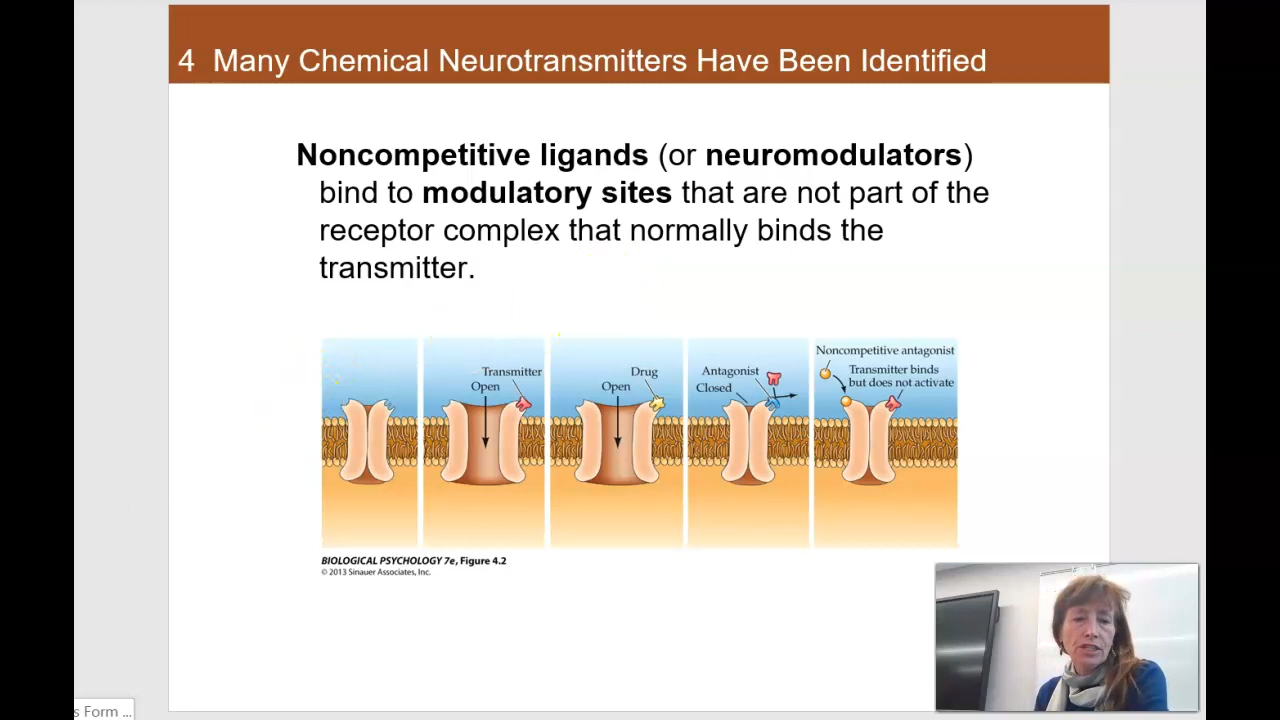 4 Many Chemical Neurotransmitters Have Been Identified
Noncompetitive ligands (or neuromodulators)
bind to modulatory sites that are not part of the
receptor complex that normally binds the
transmitter.
Transmitter
Open
Drug
Open
Antagonist
Closed
Noncompetitive antagonist
Transmitter binds
but does not activate
BIOLOGICAL PSYCHOLOGY 7e, Figure 4.2
© 2013 Sinauer Associates, Inc.
s Form ...